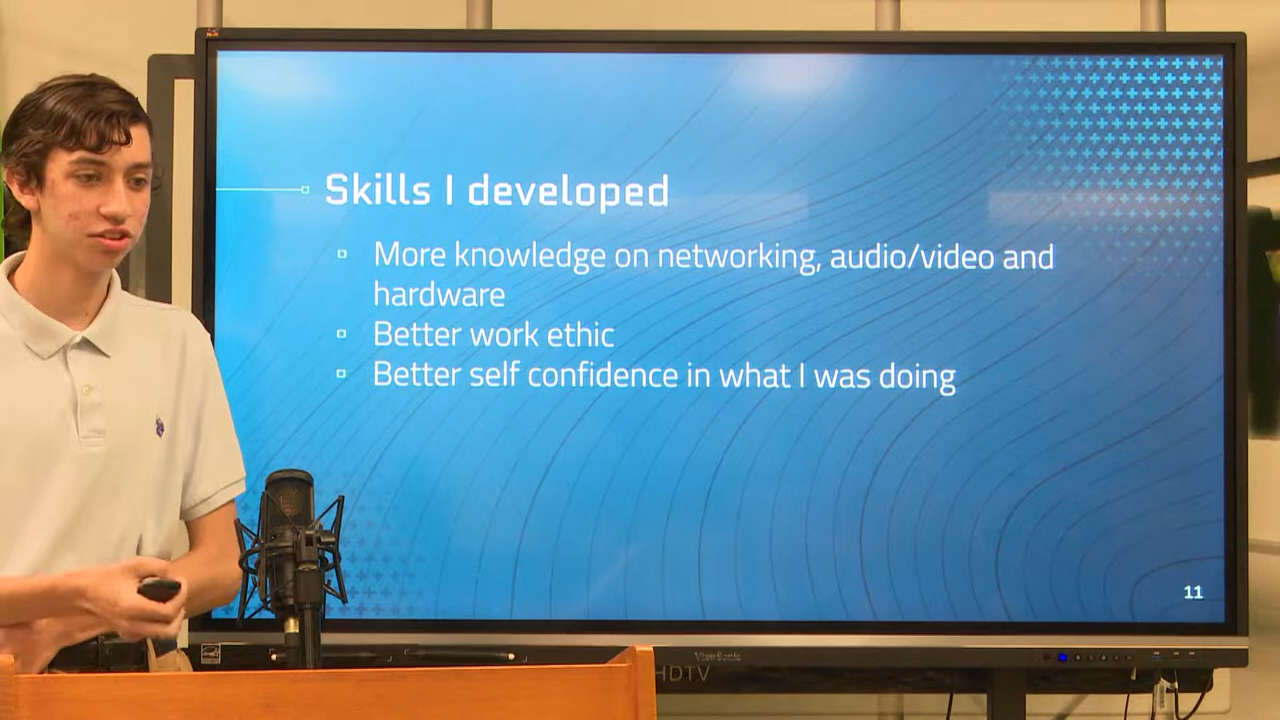 Skills I developed
More knowledge on networking, audio/video and
hardware
Better work ethic
Better self confidence in what I was doing
11
ViewSonic
HDTV